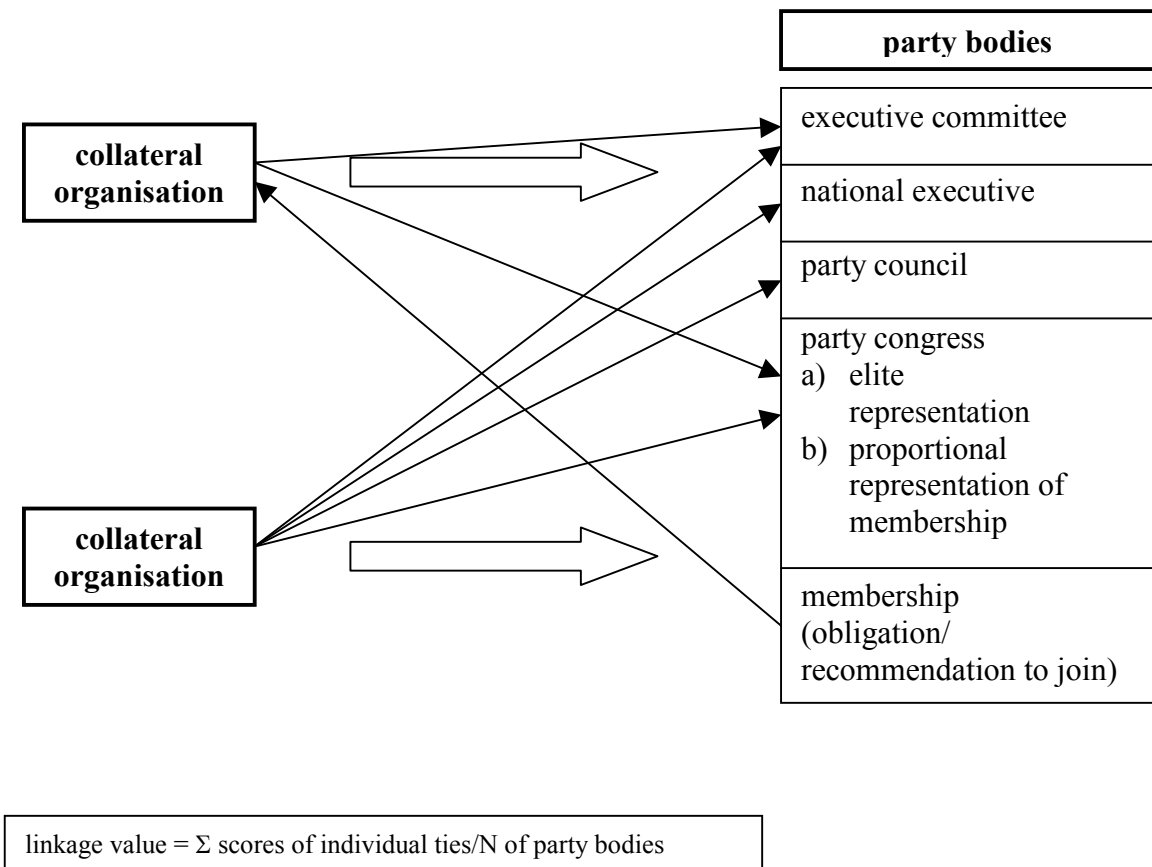 party bodies
executive committee
collateral
organisation
national executive
party council
party congress
a) elite
representation
b) proportional
representation of
membership
collateral
organisation
membership
(obligation/
recommendation to join)
linkage value = Σ scores of individual ties/N of party bodies